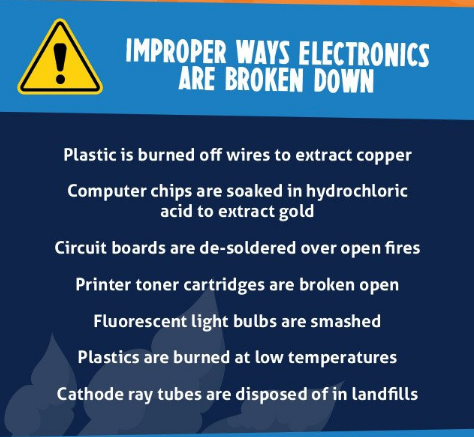 IMPROPER WAYS ELECTRONICS
ARE BROKEN DOWN
Plastic is burned off wires to extract copper
Computer chips are soaked in hydrochloric
acid to extract gold
Circuit boards are de-soldered over open fires
Printer toner cartridges are broken open
Fluorescent light bulbs are smashed
Plastics are burned at low temperatures
Cathode ray tubes are disposed of in landfills